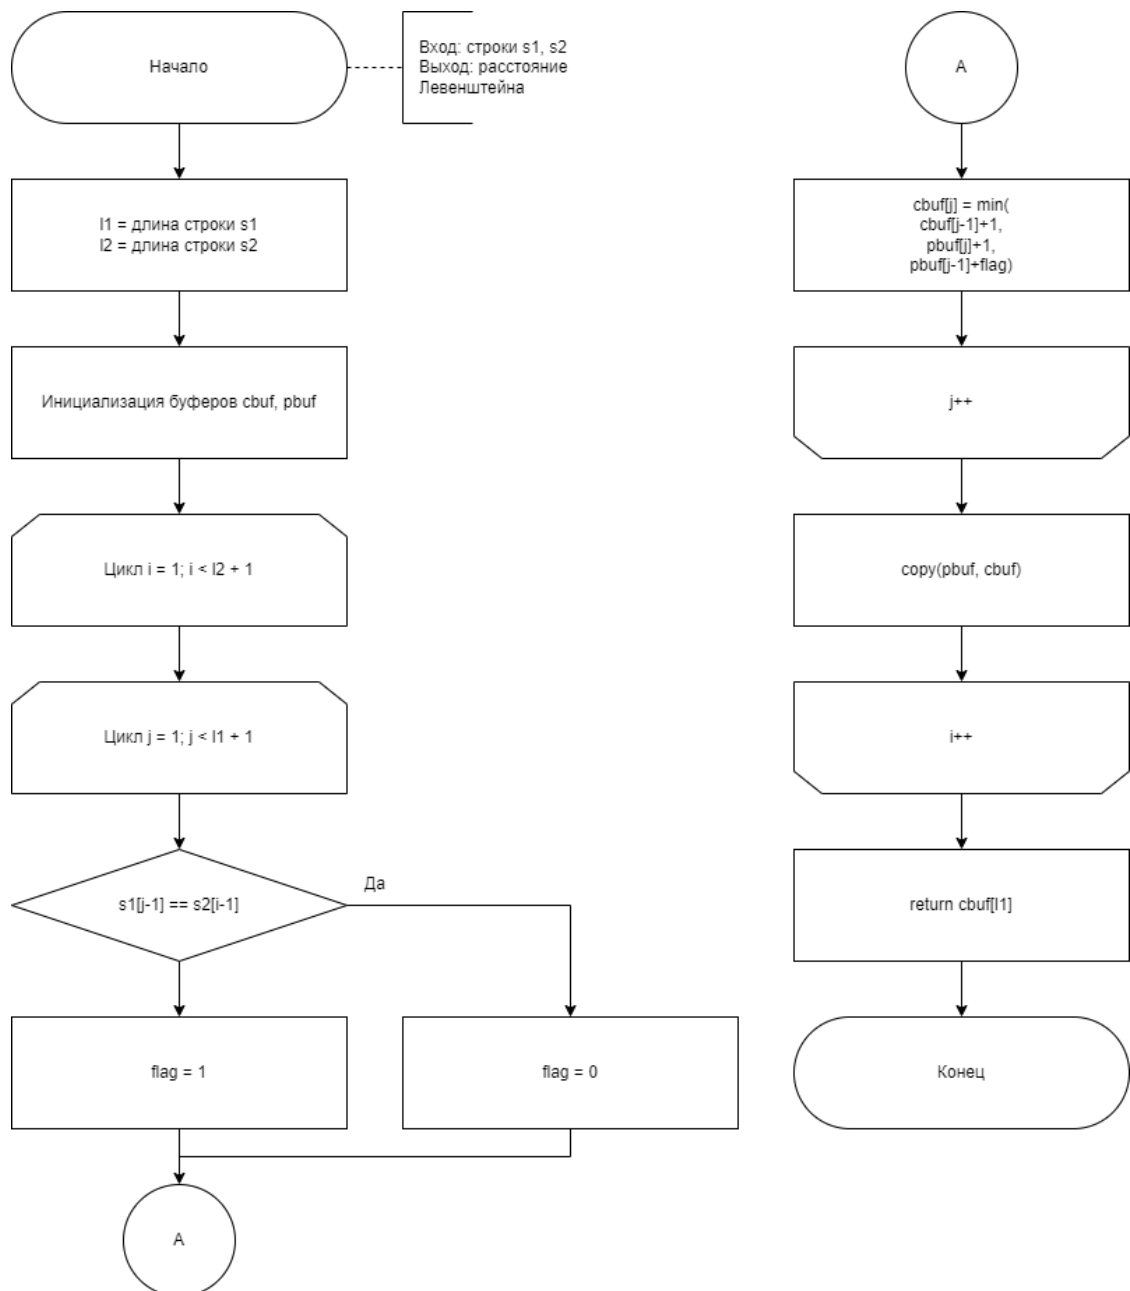 Начало
Вход: строки s1, s2
Выход: расстояние
Левенштейна
l1 = длина строки s1
l2 = длина строки s2
Инициализация буферов cbuf, pbuf
Цикл i = 1; i < l2 + 1
Цикл j = 1; j < l1 + 1
s1[j-1] == s2[i-1]
Да
flag = 1
flag = 0
A
A
cbuf[j] = min(
cbuf[j-1]+1,
pbuf[j]+1,
pbuf[j-1]+flag)
j++
copy(pbuf, cbuf)
i++
return cbuf[l1]
Конец